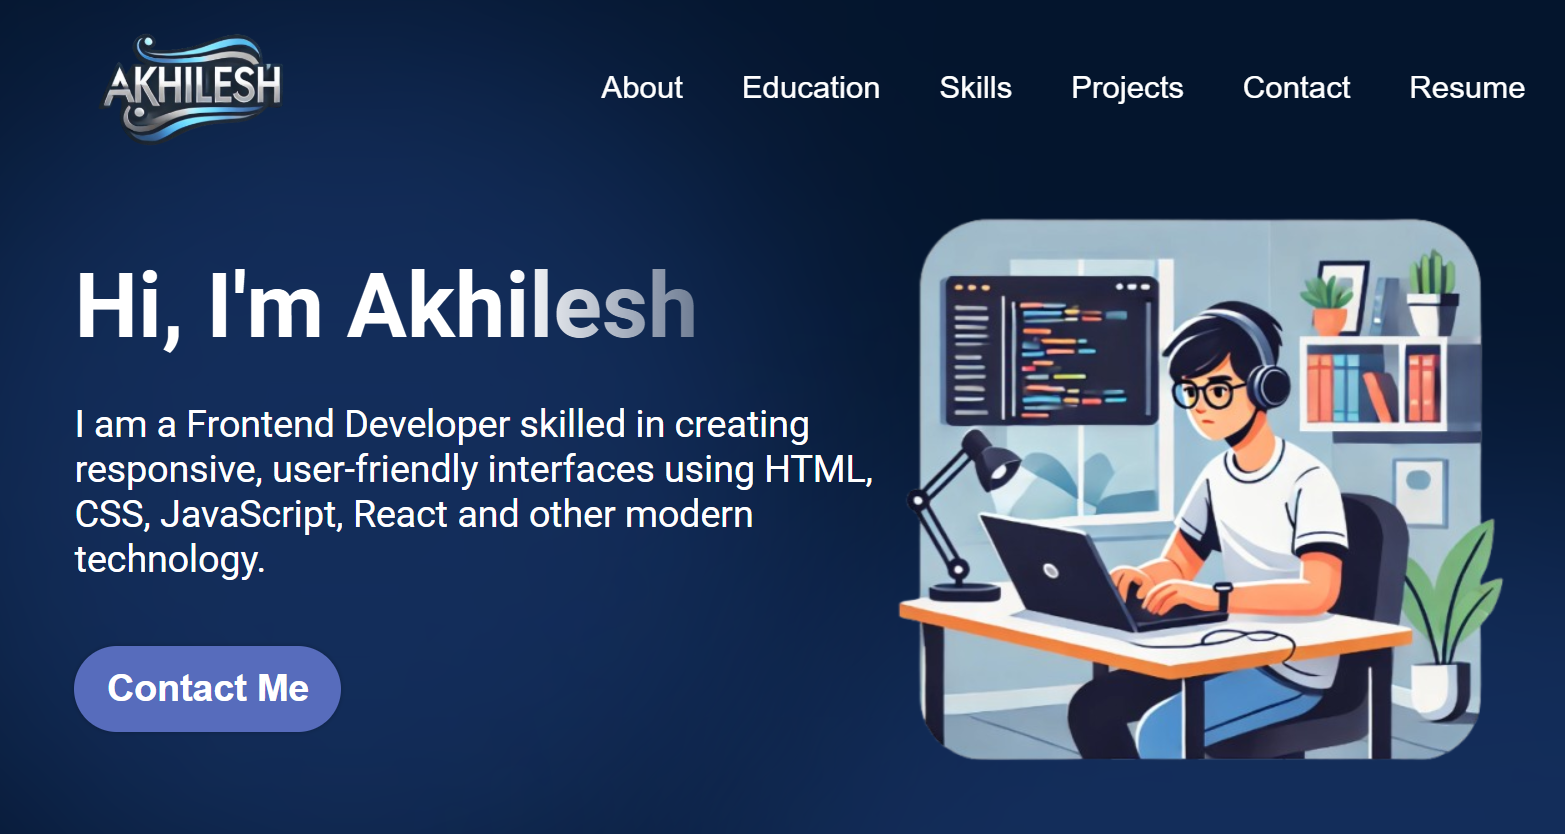 AKHILESH
About Education Skills Projects Contact Resume
Hi, I'm Akhilesh
I am a Frontend Developer skilled in creating
responsive, user-friendly interfaces using HTML,
CSS, JavaScript, React and other modern
technology.
Contact Me